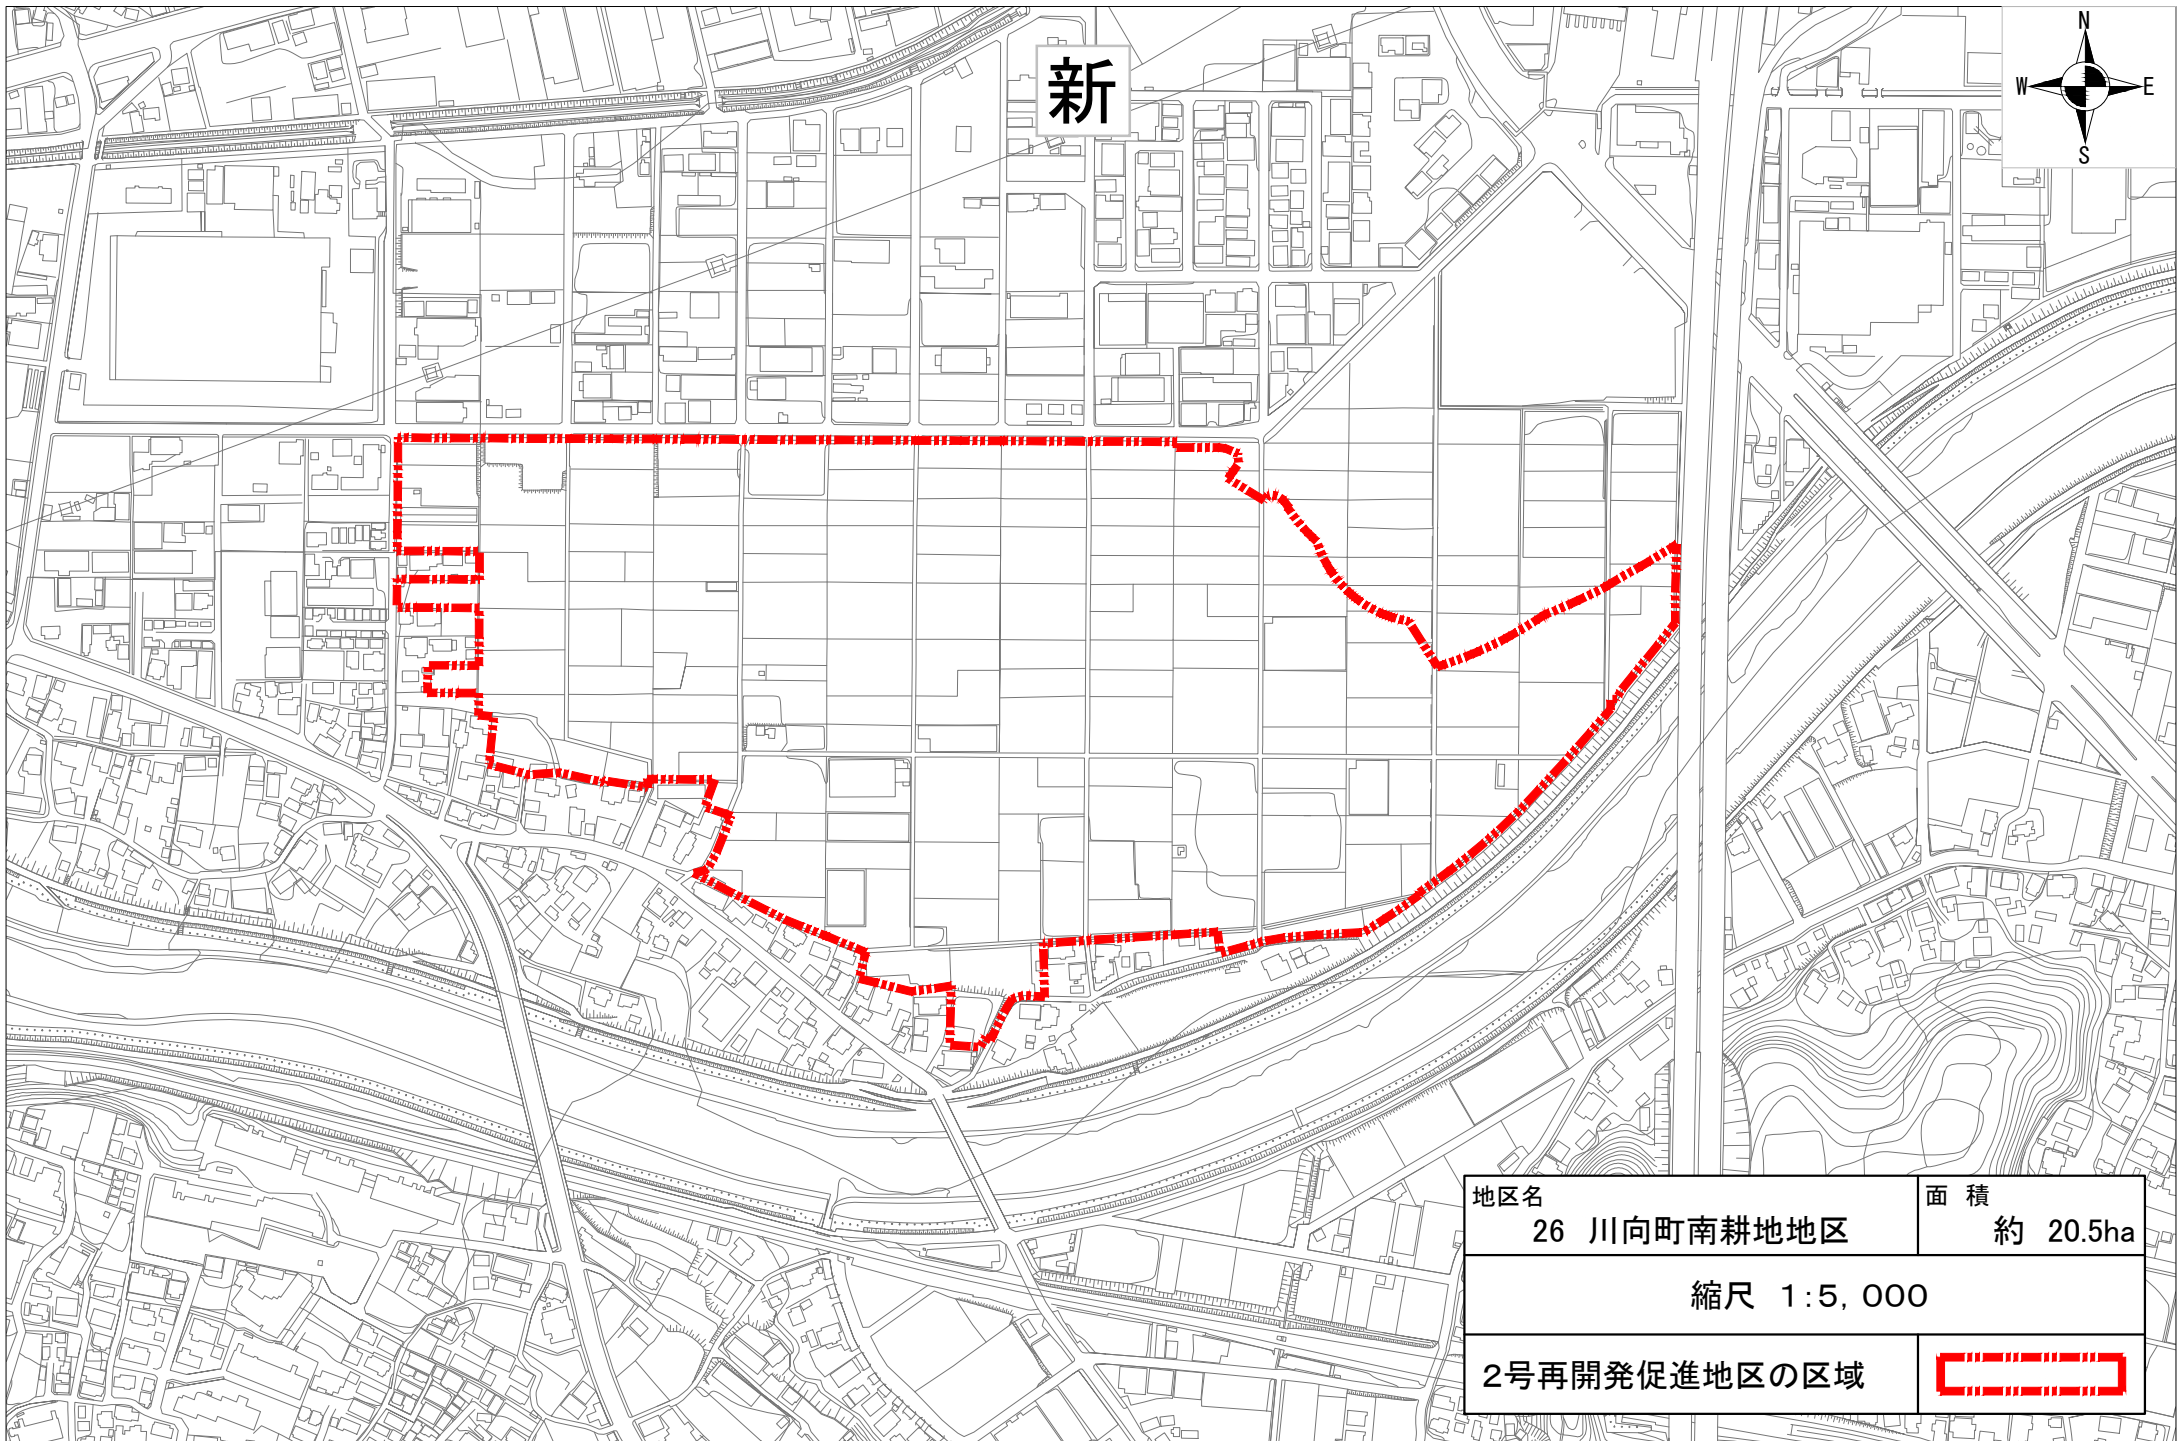 新
N
W E
S
地区名
26 川向町南耕地地区
面 積
約 20.5ha
縮尺 1:5,000
2号再開発促進地区の区域